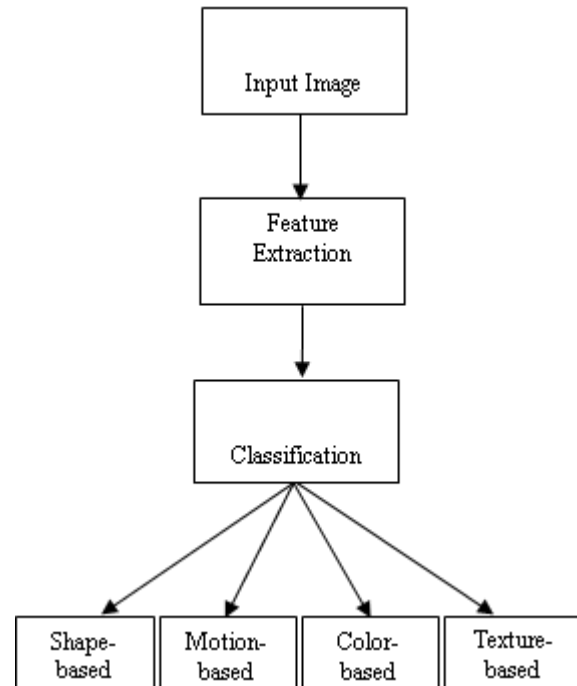 Input Image
Feature
Extraction
Classification
Shape-
based
Motion-
based
Color-
based
Texture-
based